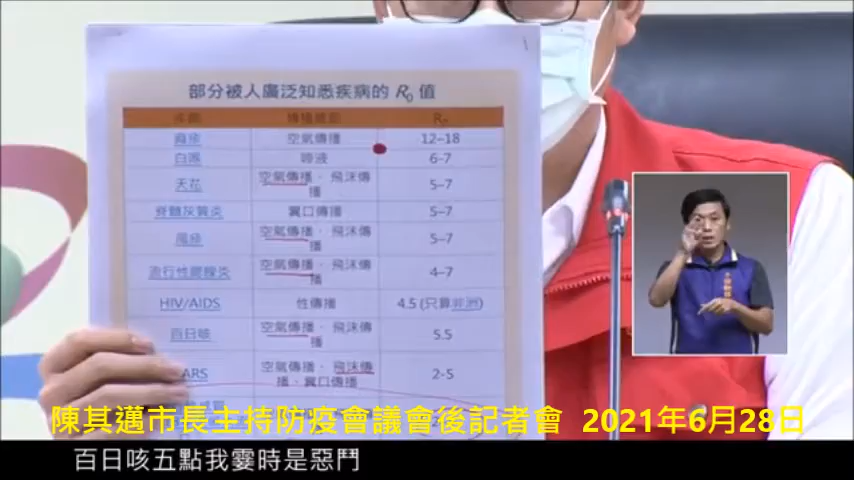 部分被人廣泛知悉疾病的 R0 值
疾病 傳播途徑 R0
麻疹 空氣傳播 12–18
白喉 唾液 6-7
天花 空氣傳播、飛沫傳
播 5–7
脊髓灰質炎 糞口傳播 5–7
風疹 空氣傳播、飛沫傳
播 5–7
流行性腮腺炎 空氣傳播、飛沫傳
播 4–7
HIV/AIDS 性傳播 4.5 (只算非洲)
百日咳 空氣傳播、飛沫傳
播 5.5
ARS 空氣傳播、飛沫傳
播、糞口傳播 2-5
陳其邁市長主持防疫會議會後記者會 2021年6月28日
百日咳五點我霎時是惡鬥